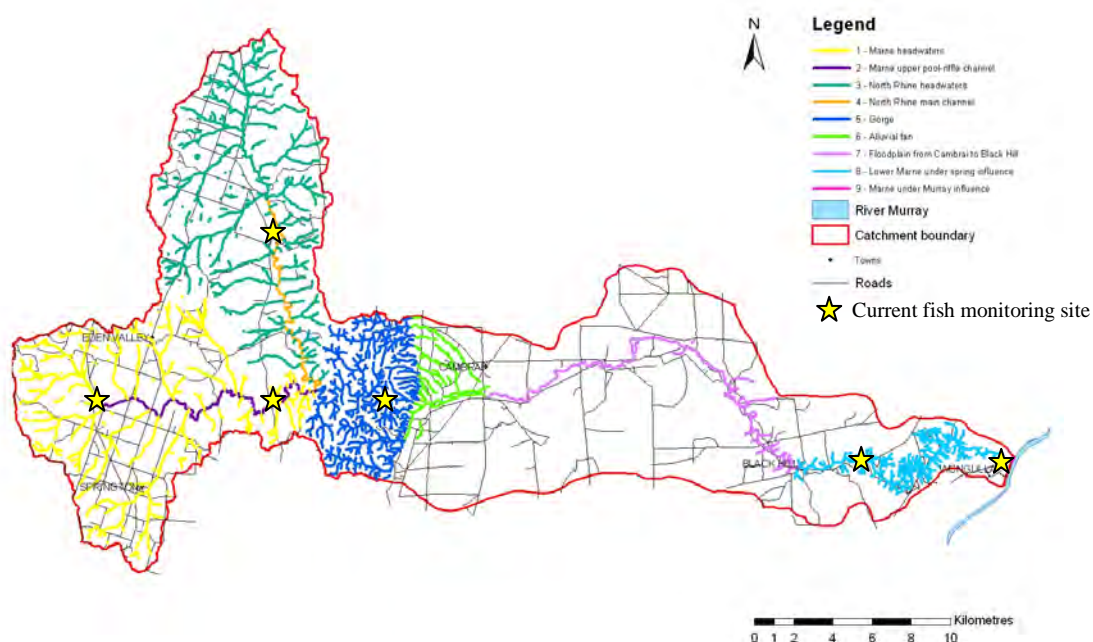 N
Legend
1 - Marne headwaters
2 - Marne upper pool-riffle channel
3 - North Rhine headwaters
4 - North Rhine main channel
5 - Gorge
6 - Alluvial fan
7 - Floodplain from Cambrai to Black Hill
8 - Lower Marne under spring influence
9 - Marne under Murray influence
River Murray
Catchment boundary
Towns
Roads
Current fish monitoring site
EDEN VALLEY
CAMBRAI
SPRINGTON
BLACK HILL
Kilometres
0 1 2 4 6 8 10